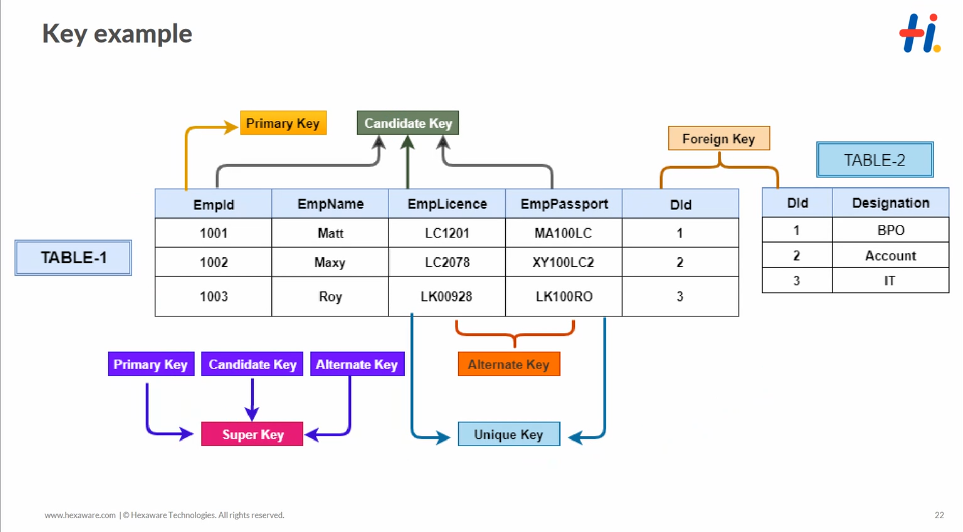 Key example
Primary Key
Candidate Key
Foreign Key
TABLE-2
EmpId EmpName EmpLicence EmpPassport DId
1001 Matt LC1201 MA100LC 1
1002 Maxy LC2078 XY100LC2 2
1003 Roy LK00928 LK100RO 3
DId Designation
1 BPO
2 Account
3 IT
TABLE-1
Primary Key
Candidate Key
Alternate Key
Alternate Key
Super Key
Unique Key
www.hexaware.com | © Hexaware Technologies. All rights reserved.
22